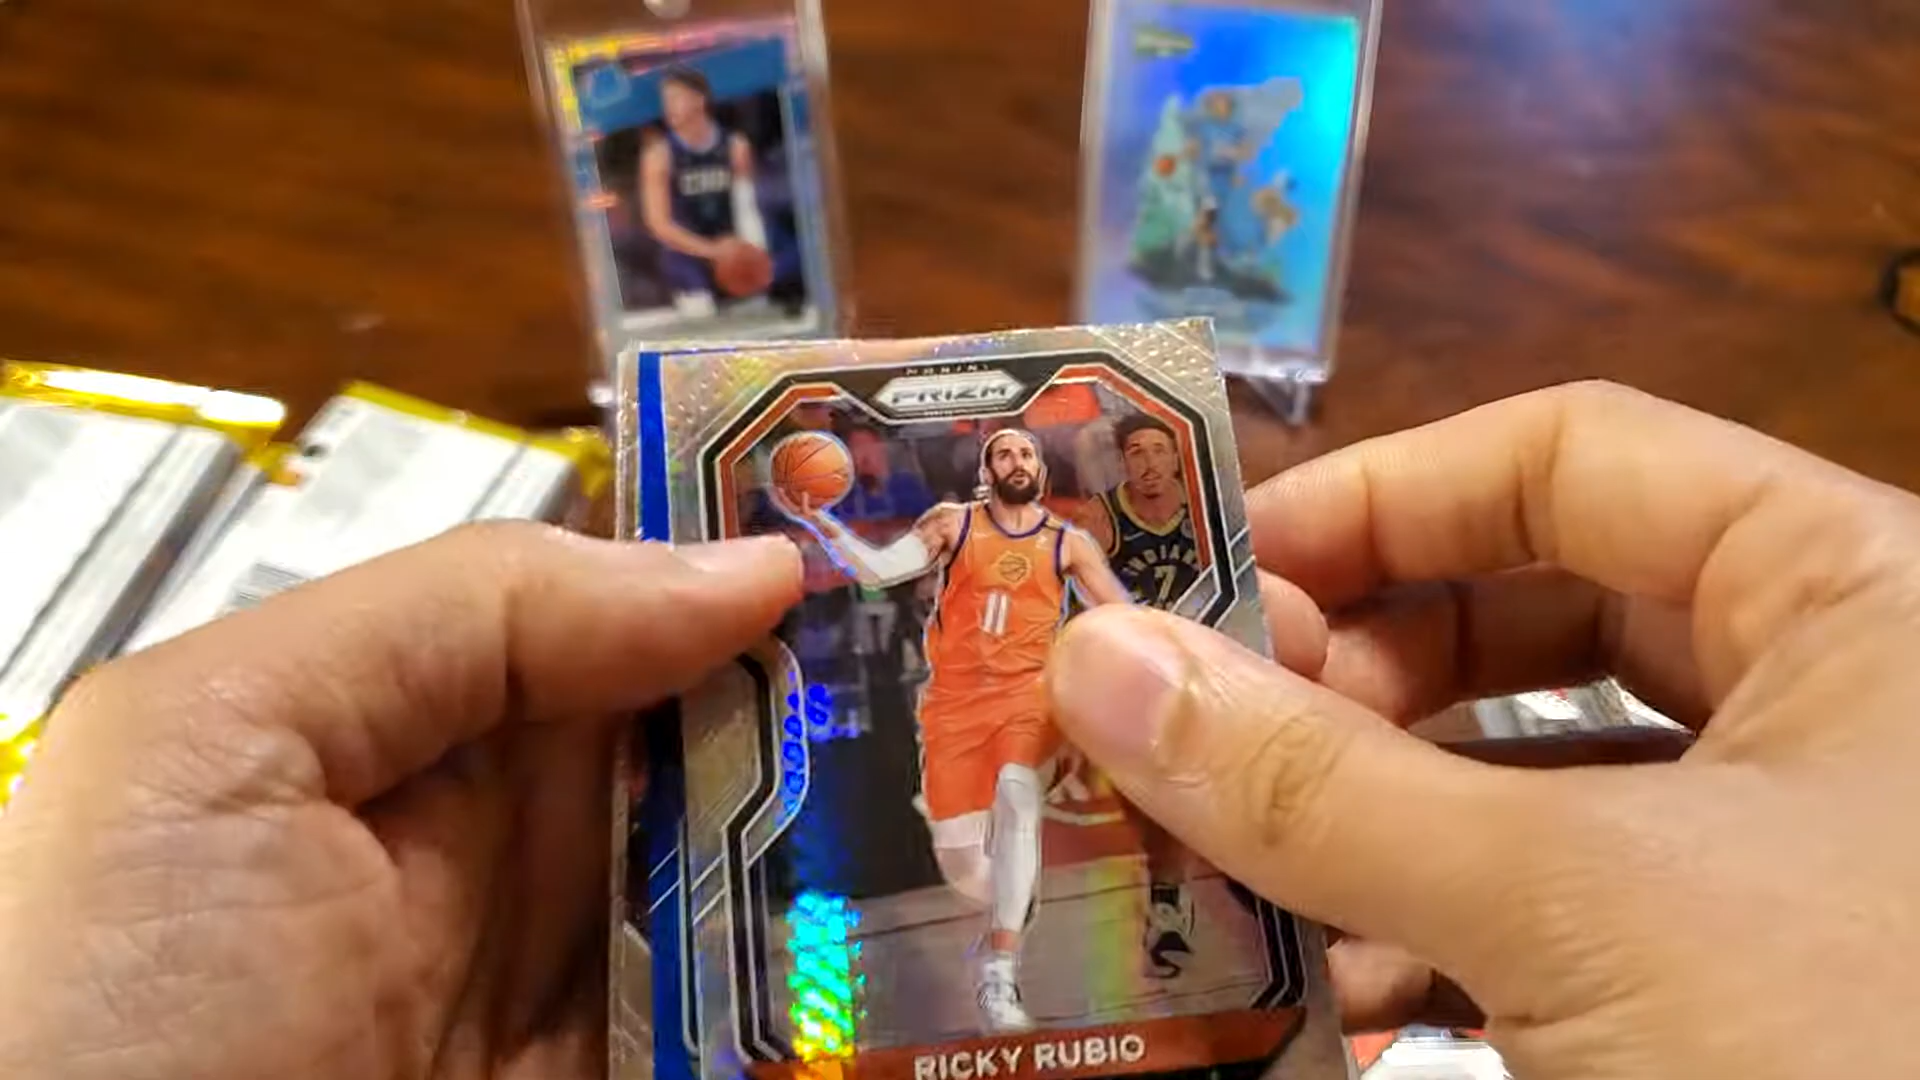 PANINI
PRIZM
11
INDIANA
7
RICKY RUBIO